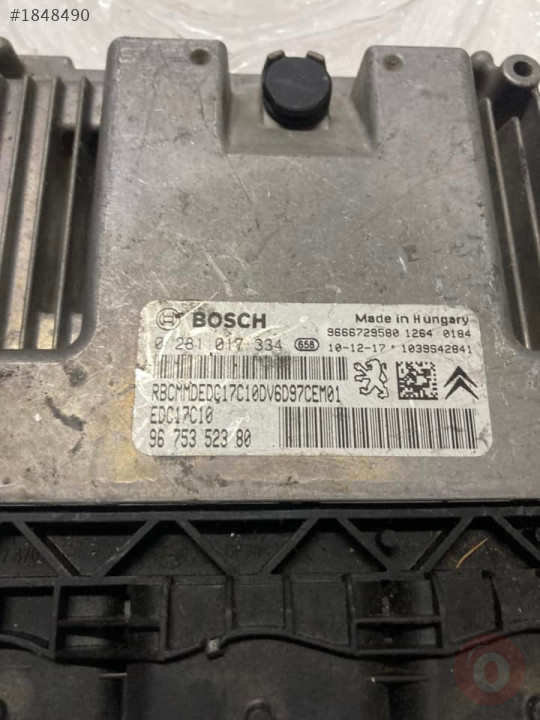 #1848490
BOSCH
Made in Hungary
0 281 017 334 658
9666729580 1264 0184
10-12-17 * 1039S42841
RBCMMDEDC17C10DV6D97CEM01
EDC17C10
96 753 523 80